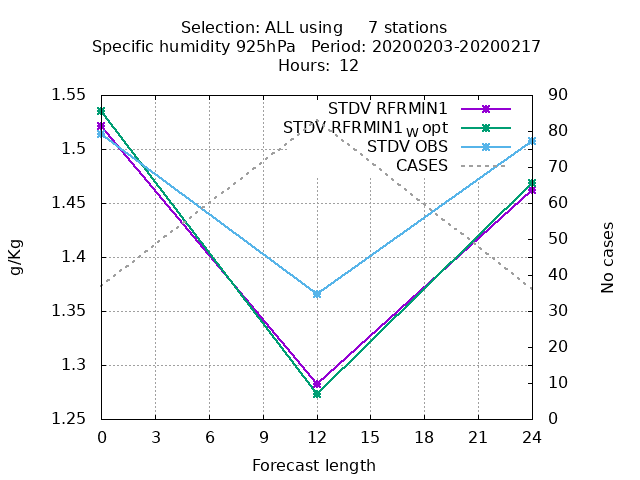 Selection: ALL using 7 stations
Specific humidity 925hPa Period: 20200203-20200217
Hours: 12
STDV RFRMIN1
STDV RFRMIN1_W opt
STDV OBS
CASES
1.55
1.5
1.45
1.4
1.35
1.3
1.25
90
80
70
60
50
40
30
20
10
0
g/Kg
No cases
0 3 6 9 12 15 18 21 24
Forecast length